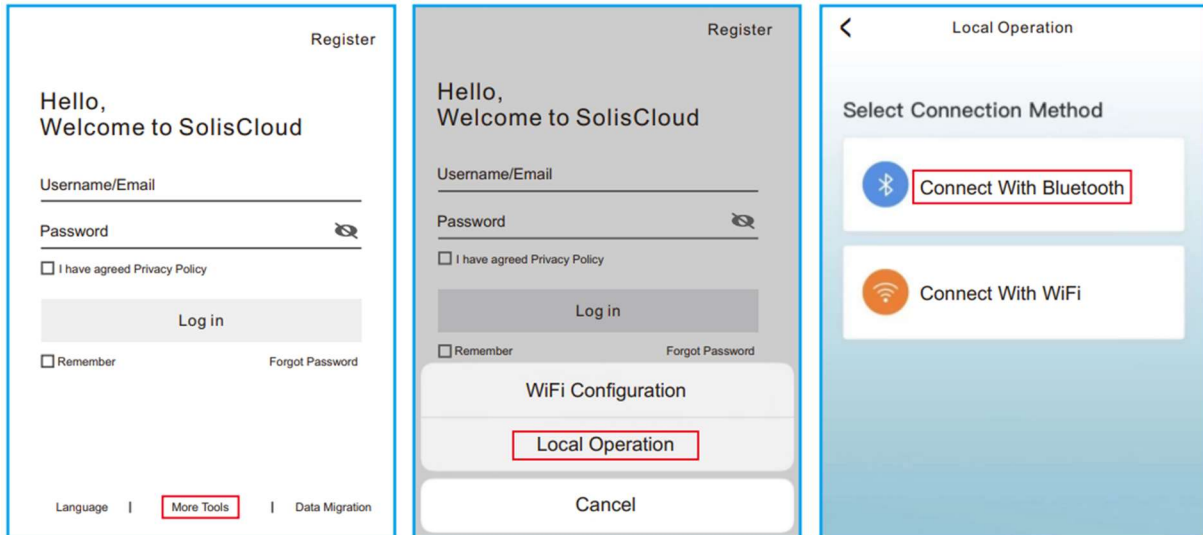 Register
Hello,
Welcome to SolisCloud
Username/Email
Password
I have agreed Privacy Policy
Log in
Remember Forgot Password
Language | More Tools | Data Migration
Register
Hello,
Welcome to SolisCloud
Username/Email
Password
I have agreed Privacy Policy
Log in
Remember Forgot Password
WiFi Configuration
Local Operation
Cancel
Local Operation
Select Connection Method
Connect With Bluetooth
Connect With WiFi